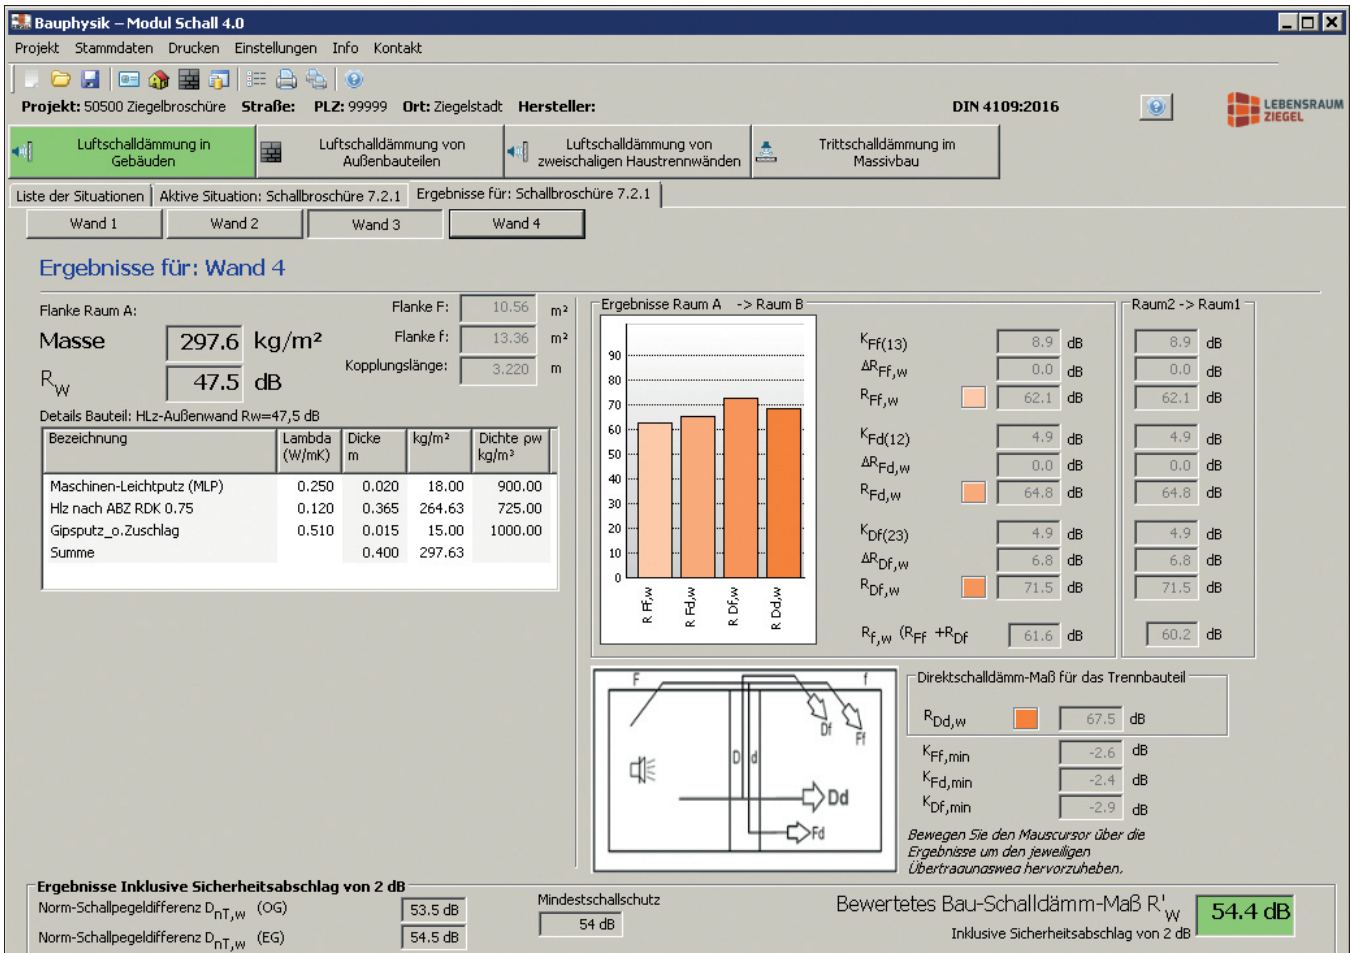 Bauphysik – Modul Schall 4.0
Projekt Stammdaten Drucken Einstellungen Info Kontakt
Projekt: 50500 Ziegelbroschüre Straße: PLZ: 99999 Ort: Ziegelstadt Hersteller: DIN 4109:2016
LEBENSRAUM
ZIEGEL
Luftschalldämmung in
Gebäuden
Luftschalldämmung von
Außenbauteilen
Luftschalldämmung von
zweischaligen Haustrennwänden
Trittschalldämmung im
Massivbau
Liste der Situationen Aktive Situation: Schallbroschüre 7.2.1 Ergebnisse für: Schallbroschüre 7.2.1
Wand 1 Wand 2 Wand 3 Wand 4
Ergebnisse für: Wand 4
Flanke Raum A:
Masse 297.6 kg/m²
RW 47.5 dB
Flanke F: 10.56 m²
Flanke f: 13.36 m²
Kopplungslänge: 3.220 m
Details Bauteil: HLz-Außenwand Rw=47,5 dB
Bezeichnung Lambda (W/mK) Dicke m kg/m² Dichte ρw kg/m³
Maschinen-Leichtputz (MLP) 0.250 0.020 18.00 900.00
Hlz nach ABZ RDK 0.75 0.120 0.365 264.63 725.00
Gipsputz_o.Zuschlag 0.510 0.015 15.00 1000.00
Summe 0.400 297.63
Ergebnisse Raum A -> Raum B
90
80
70
60
50
40
30
20
10
0
R Ff,w
R Fd,w
R Df,w
R Dd,w
Raum2 -> Raum1
KFf(13) 8.9 dB 8.9 dB
ΔRFf,w 0.0 dB 0.0 dB
RFf,w 62.1 dB 62.1 dB
KFd(12) 4.9 dB 4.9 dB
ΔRFd,w 0.0 dB 0.0 dB
RFd,w 64.8 dB 64.8 dB
KDf(23) 4.9 dB 4.9 dB
ΔRDf,w 6.8 dB 6.8 dB
RDf,w 71.5 dB 71.5 dB
Rf,w (RFf +RDf 61.6 dB 60.2 dB
F f
Df
Ff
D d
Dd
Fd
Direktschalldämm-Maß für das Trennbauteil
RDd,w 67.5 dB
KFf,min -2.6 dB
KFd,min -2.4 dB
KDf,min -2.9 dB
Bewegen Sie den Mauscursor über die
Ergebnisse um den jeweiligen
Übertragungsweg hervorzuheben.
Ergebnisse Inklusive Sicherheitsabschlag von 2 dB
Norm-Schallpegeldifferenz DnT,w (OG) 53.5 dB
Norm-Schallpegeldifferenz DnT,w (EG) 54.5 dB
Mindestschallschutz
54 dB
Bewertetes Bau-Schalldämm-Maß R'W 54.4 dB
Inklusive Sicherheitsabschlag von 2 dB